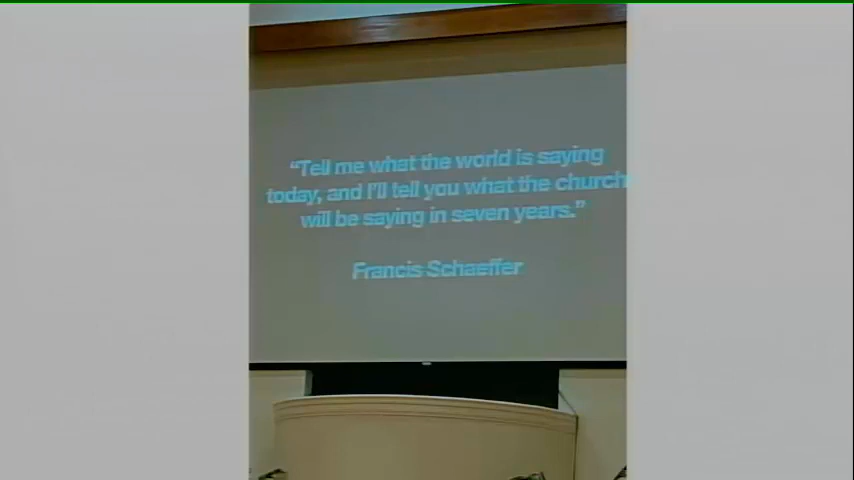 “Tell me what the world is saying
today, and I’ll tell you what the church
will be saying in seven years.”
Francis Schaeffer